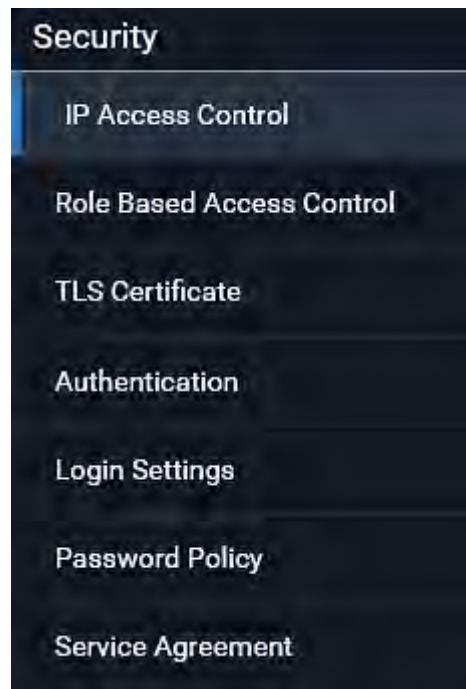 Security
IP Access Control
Role Based Access Control
TLS Certificate
Authentication
Login Settings
Password Policy
Service Agreement